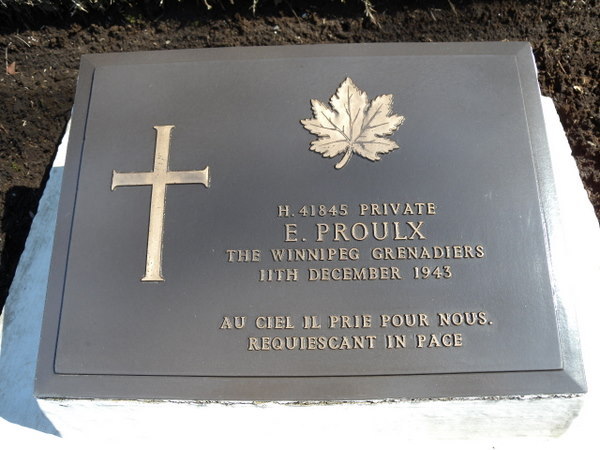 H. 41845 PRIVATE
E. PROULX
THE WINNIPEG GRENADIERS
11TH DECEMBER 1943
AU CIEL IL PRIE POUR NOUS.
REQUIESCANT IN PACE